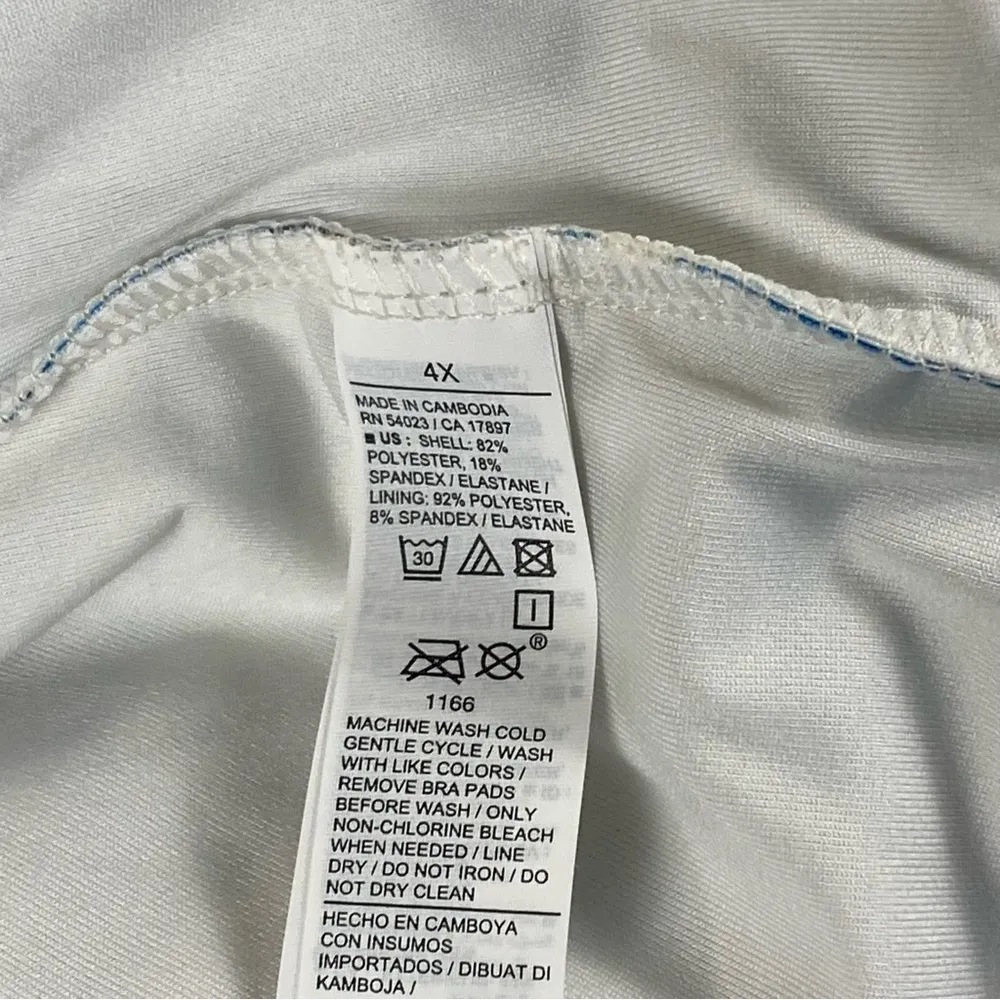 4X
MADE IN CAMBODIA
RN 54023 / CA 17897
■ US : SHELL: 82%
POLYESTER, 18%
SPANDEX / ELASTANE /
LINING: 92% POLYESTER,
8% SPANDEX / ELASTANE
30
®
1166
MACHINE WASH COLD
GENTLE CYCLE / WASH
WITH LIKE COLORS /
REMOVE BRA PADS
BEFORE WASH / ONLY
NON-CHLORINE BLEACH
WHEN NEEDED / LINE
DRY / DO NOT IRON / DO
NOT DRY CLEAN
HECHO EN CAMBOYA
CON INSUMOS
IMPORTADOS / DIBUAT DI
KAMBOJA /